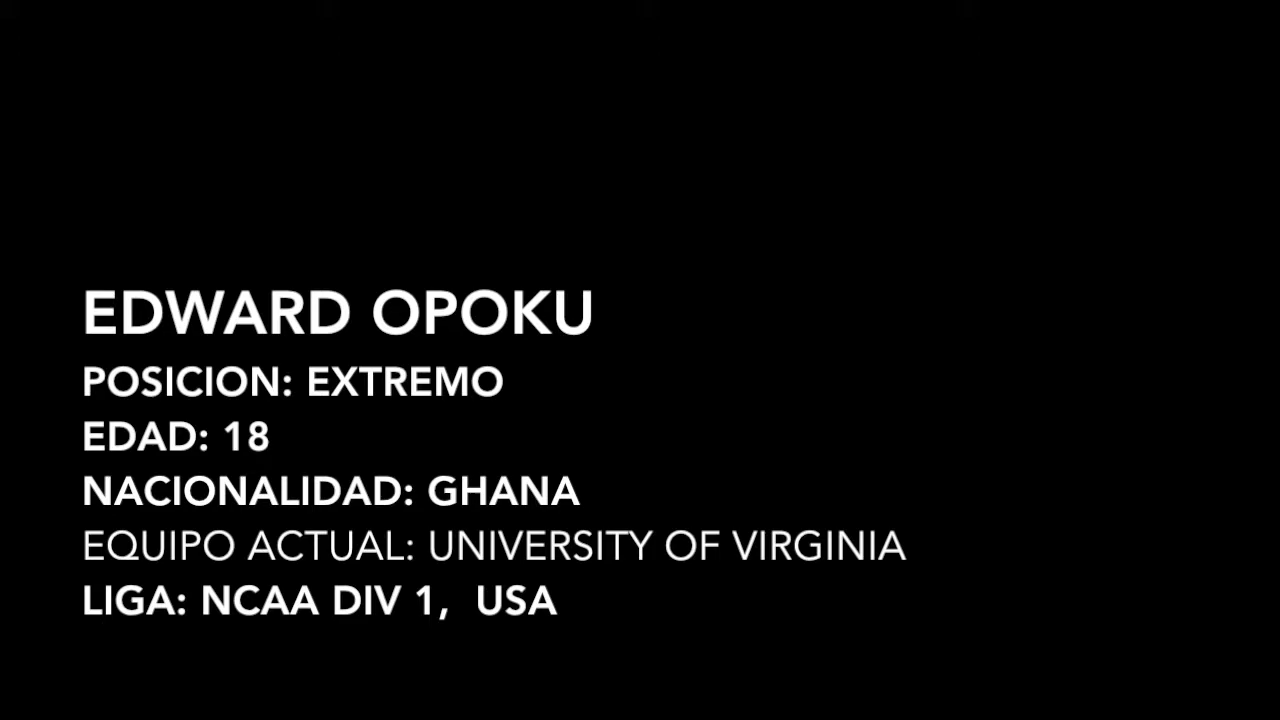 EDWARD OPOKU
POSICION: EXTREMO
EDAD: 18
NACIONALIDAD: GHANA
EQUIPO ACTUAL: UNIVERSITY OF VIRGINIA
LIGA: NCAA DIV 1,  USA